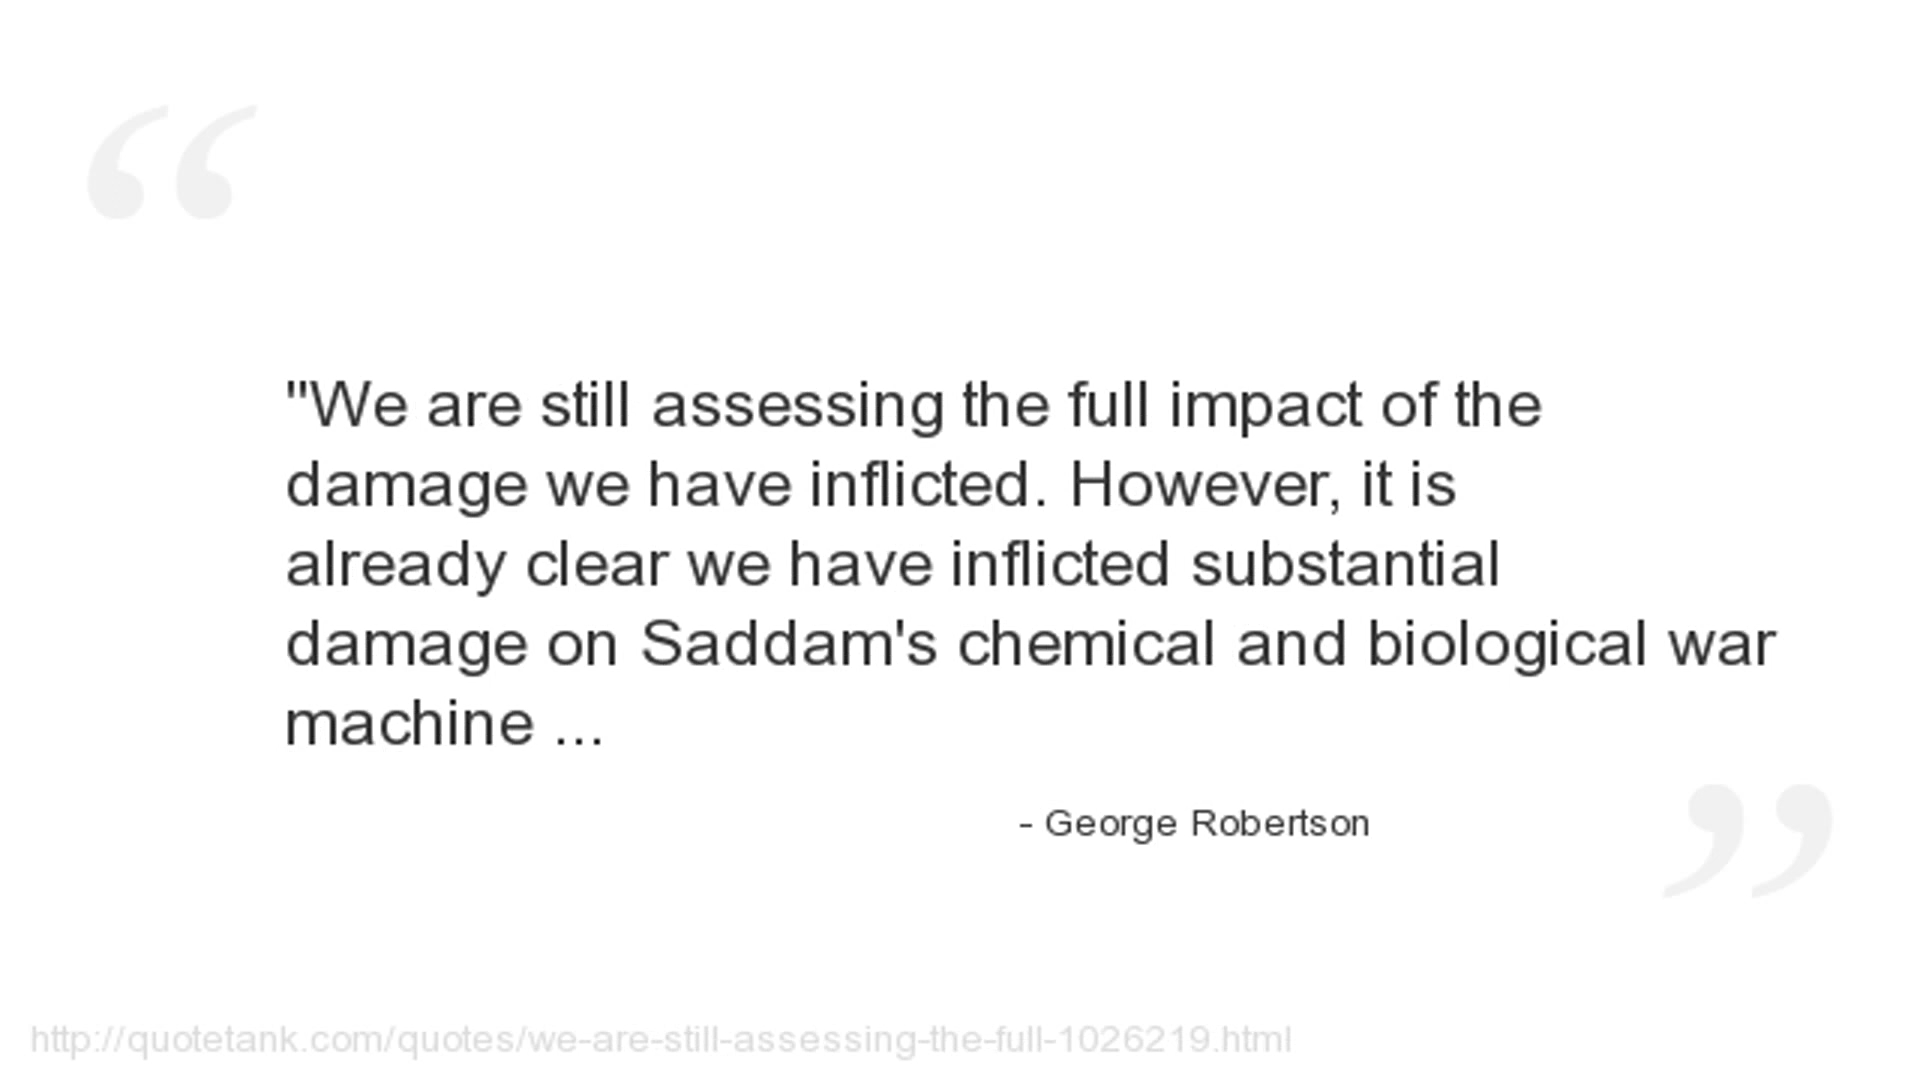 "We are still assessing the full impact of the
damage we have inflicted. However, it is
already clear we have inflicted substantial
damage on Saddam's chemical and biological war
machine ...
- George Robertson
http://quotetank.com/quotes/we-are-still-assessing-the-full-1026219.html